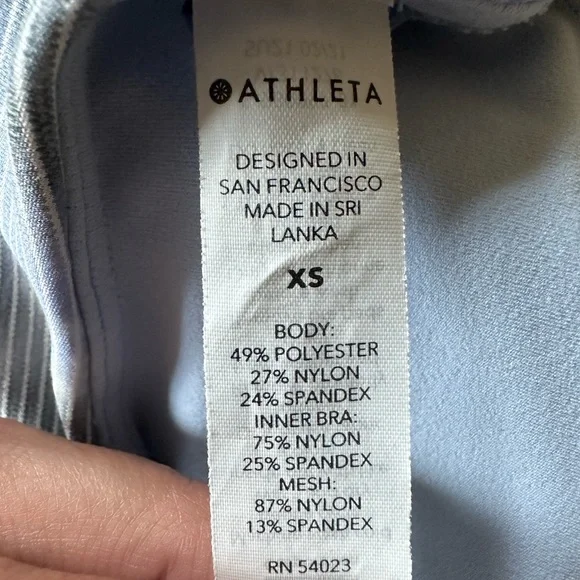 ATHLETA
DESIGNED IN
SAN FRANCISCO
MADE IN SRI
LANKA
XS
BODY:
49% POLYESTER
27% NYLON
24% SPANDEX
INNER BRA:
75% NYLON
25% SPANDEX
MESH:
87% NYLON
13% SPANDEX
RN 54023